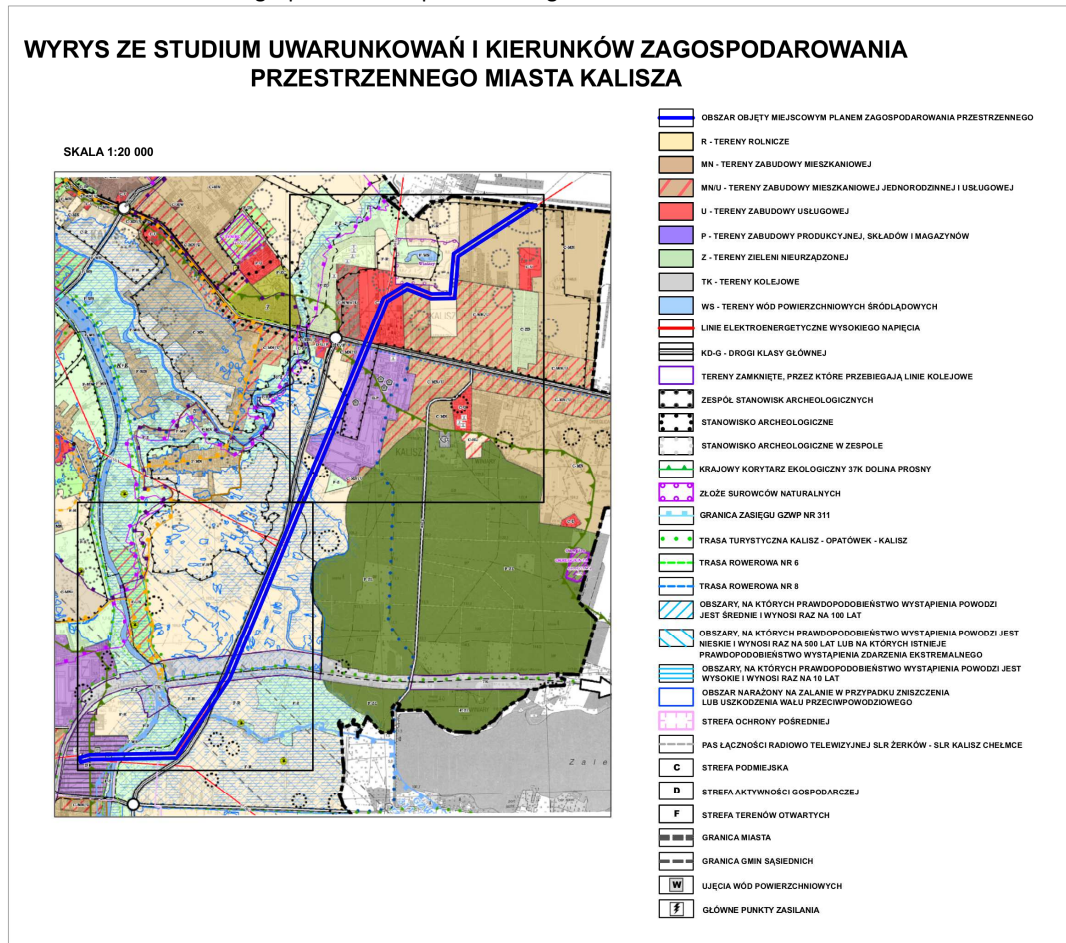 WYRYS ZE STUDIUM UWARUNKOWAŃ I KIERUNKÓW ZAGOSPODAROWANIA
PRZESTRZENNEGO MIASTA KALISZA
SKALA 1:20 000
KALISZ
KALISZ
Zale
OBSZAR OBJĘTY MIEJSCOWYM PLANEM ZAGOSPODAROWANIA PRZESTRZENNEGO
R - TERENY ROLNICZE
MN - TERENY ZABUDOWY MIESZKANIOWEJ
MN/U - TERENY ZABUDOWY MIESZKANIOWEJ JEDNORODZINNEJ I USŁUGOWEJ
U - TERENY ZABUDOWY USŁUGOWEJ
P - TERENY ZABUDOWY PRODUKCYJNEJ, SKŁADÓW I MAGAZYNÓW
Z - TERENY ZIELENI NIEURZĄDZONEJ
TK - TERENY KOLEJOWE
WS - TERENY WÓD POWIERZCHNIOWYCH ŚRÓDLĄDOWYCH
LINIE ELEKTROENERGETYCZNE WYSOKIEGO NAPIĘCIA
KD-G - DROGI KLASY GŁÓWNEJ
TERENY ZAMKNIĘTE, PRZEZ KTÓRE PRZEBIEGAJĄ LINIE KOLEJOWE
ZESPÓŁ STANOWISK ARCHEOLOGICZNYCH
STANOWISKO ARCHEOLOGICZNE
STANOWISKO ARCHEOLOGICZNE W ZESPOLE
KRAJOWY KORYTARZ EKOLOGICZNY 37K DOLINA PROSNY
ZŁOŻE SUROWCÓW NATURALNYCH
GRANICA ZASIĘGU GZWP NR 311
TRASA TURYSTYCZNA KALISZ - OPATÓWEK - KALISZ
TRASA ROWEROWA NR 6
TRASA ROWEROWA NR 8
OBSZARY, NA KTÓRYCH PRAWDOPODOBIEŃSTWO WYSTĄPIENIA POWODZI
JEST ŚREDNIE I WYNOSI RAZ NA 100 LAT
OBSZARY, NA KTÓRYCH PRAWDOPODOBIEŃSTWO WYSTĄPIENIA POWODZI JEST
NIESKIE I WYNOSI RAZ NA 500 LAT LUB NA KTÓRYCH ISTNIEJE
PRAWDOPODOBIEŃSTWO WYSTĄPIENIA ZDARZENIA EKSTREMALNEGO
OBSZARY, NA KTÓRYCH PRAWDOPODOBIEŃSTWO WYSTĄPIENIA POWODZI JEST
WYSOKIE I WYNOSI RAZ NA 10 LAT
OBSZAR NARAŻONY NA ZALANIE W PRZYPADKU ZNISZCZENIA
LUB USZKODZENIA WAŁU PRZECIWPOWODZIOWEGO
STREFA OCHRONY POŚREDNIEJ
PAS ŁĄCZNOŚCI RADIOWO TELEWIZYJNEJ SLR ŻERKÓW - SLR KALISZ CHEŁMCE
C STREFA PODMIEJSKA
D STREFA AKTYWNOŚCI GOSPODARCZEJ
F STREFA TERENÓW OTWARTYCH
GRANICA MIASTA
GRANICA GMIN SĄSIEDNICH
W UJĘCIA WÓD POWIERZCHNIOWYCH
GŁÓWNE PUNKTY ZASILANIA